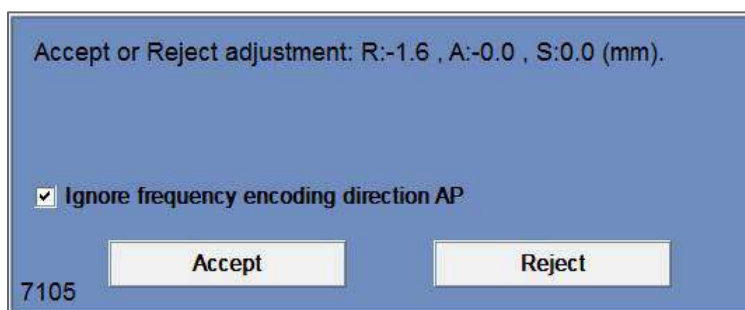 Accept or Reject adjustment: R:-1.6 , A:-0.0 , S:0.0 (mm).
Ignore frequency encoding direction AP
Accept Reject
7105